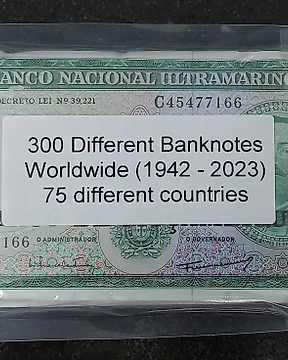 BANCO NACIONAL ULTRAMARINO
DECRETO LEI Nº 39,221
C45477166
300 Different Banknotes
Worldwide (1942 - 2023)
75 different countries
166
O ADMINISTRADOR
O GOVERNADOR